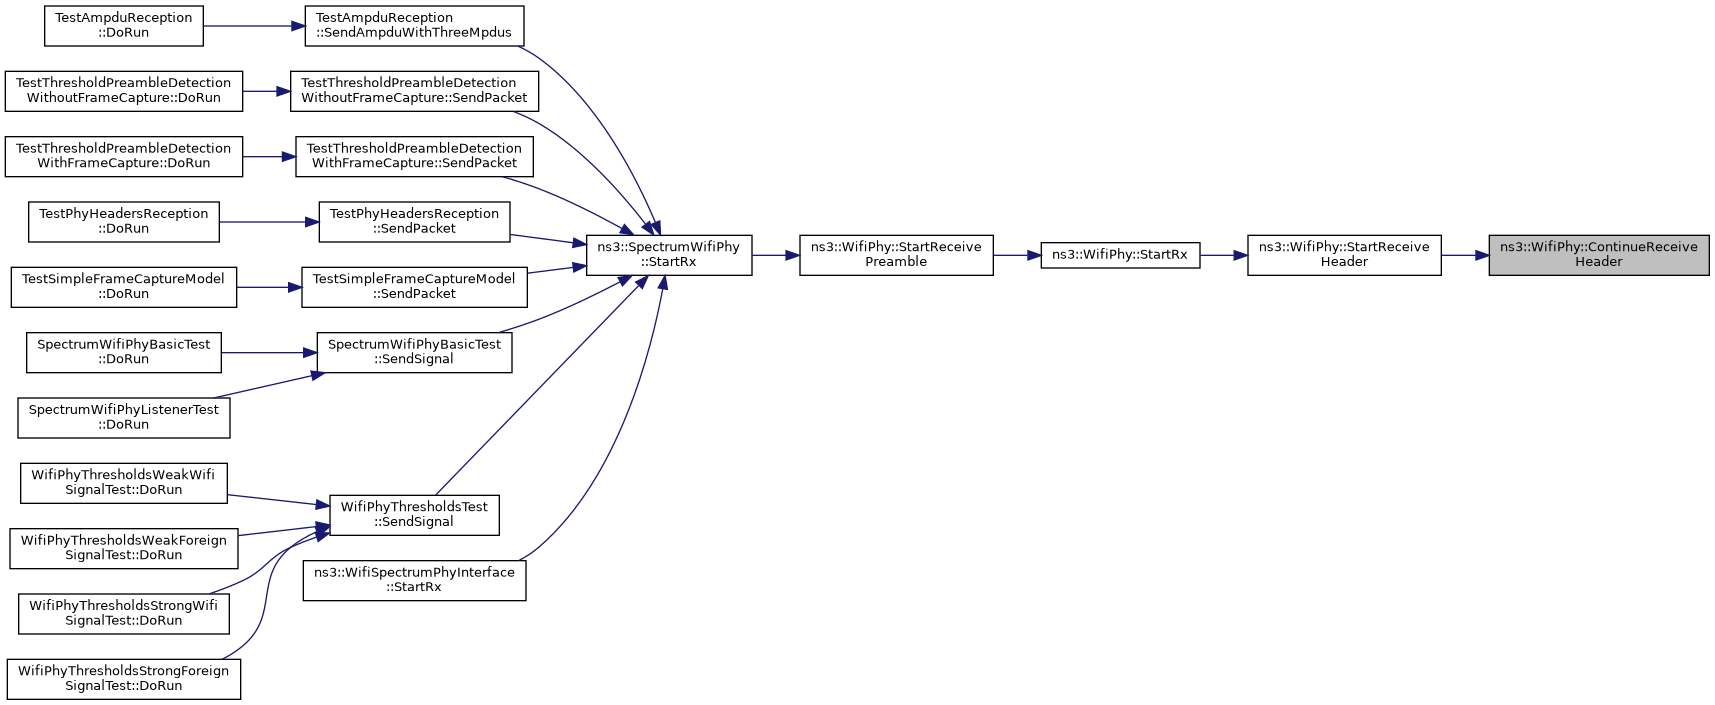 TestAmpduReception
::DoRun
TestAmpduReception
::SendAmpduWithThreeMpdus
TestThresholdPreambleDetection
WithoutFrameCapture::DoRun
TestThresholdPreambleDetection
WithoutFrameCapture::SendPacket
TestThresholdPreambleDetection
WithFrameCapture::DoRun
TestThresholdPreambleDetection
WithFrameCapture::SendPacket
TestPhyHeadersReception
::DoRun
TestPhyHeadersReception
::SendPacket
TestSimpleFrameCaptureModel
::DoRun
TestSimpleFrameCaptureModel
::SendPacket
SpectrumWifiPhyBasicTest
::DoRun
SpectrumWifiPhyBasicTest
::SendSignal
SpectrumWifiPhyListenerTest
::DoRun
WifiPhyThresholdsWeakWifi
SignalTest::DoRun
WifiPhyThresholdsWeakForeign
SignalTest::DoRun
WifiPhyThresholdsStrongWifi
SignalTest::DoRun
WifiPhyThresholdsStrongForeign
SignalTest::DoRun
WifiPhyThresholdsTest
::SendSignal
ns3::WifiSpectrumPhyInterface
::StartRx
ns3::SpectrumWifiPhy
::StartRx
ns3::WifiPhy::StartReceive
Preamble
ns3::WifiPhy::StartRx
ns3::WifiPhy::StartReceive
Header
ns3::WifiPhy::ContinueReceive
Header